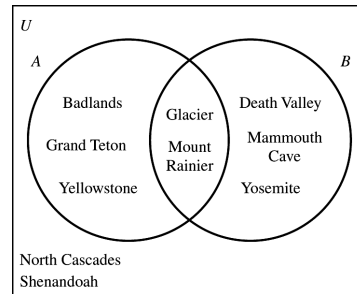 U
A
B
Badlands
Grand Teton
Yellowstone
Glacier
Mount
Rainier
Death Valley
Mammouth
Cave
Yosemite
North Cascades
Shenandoah